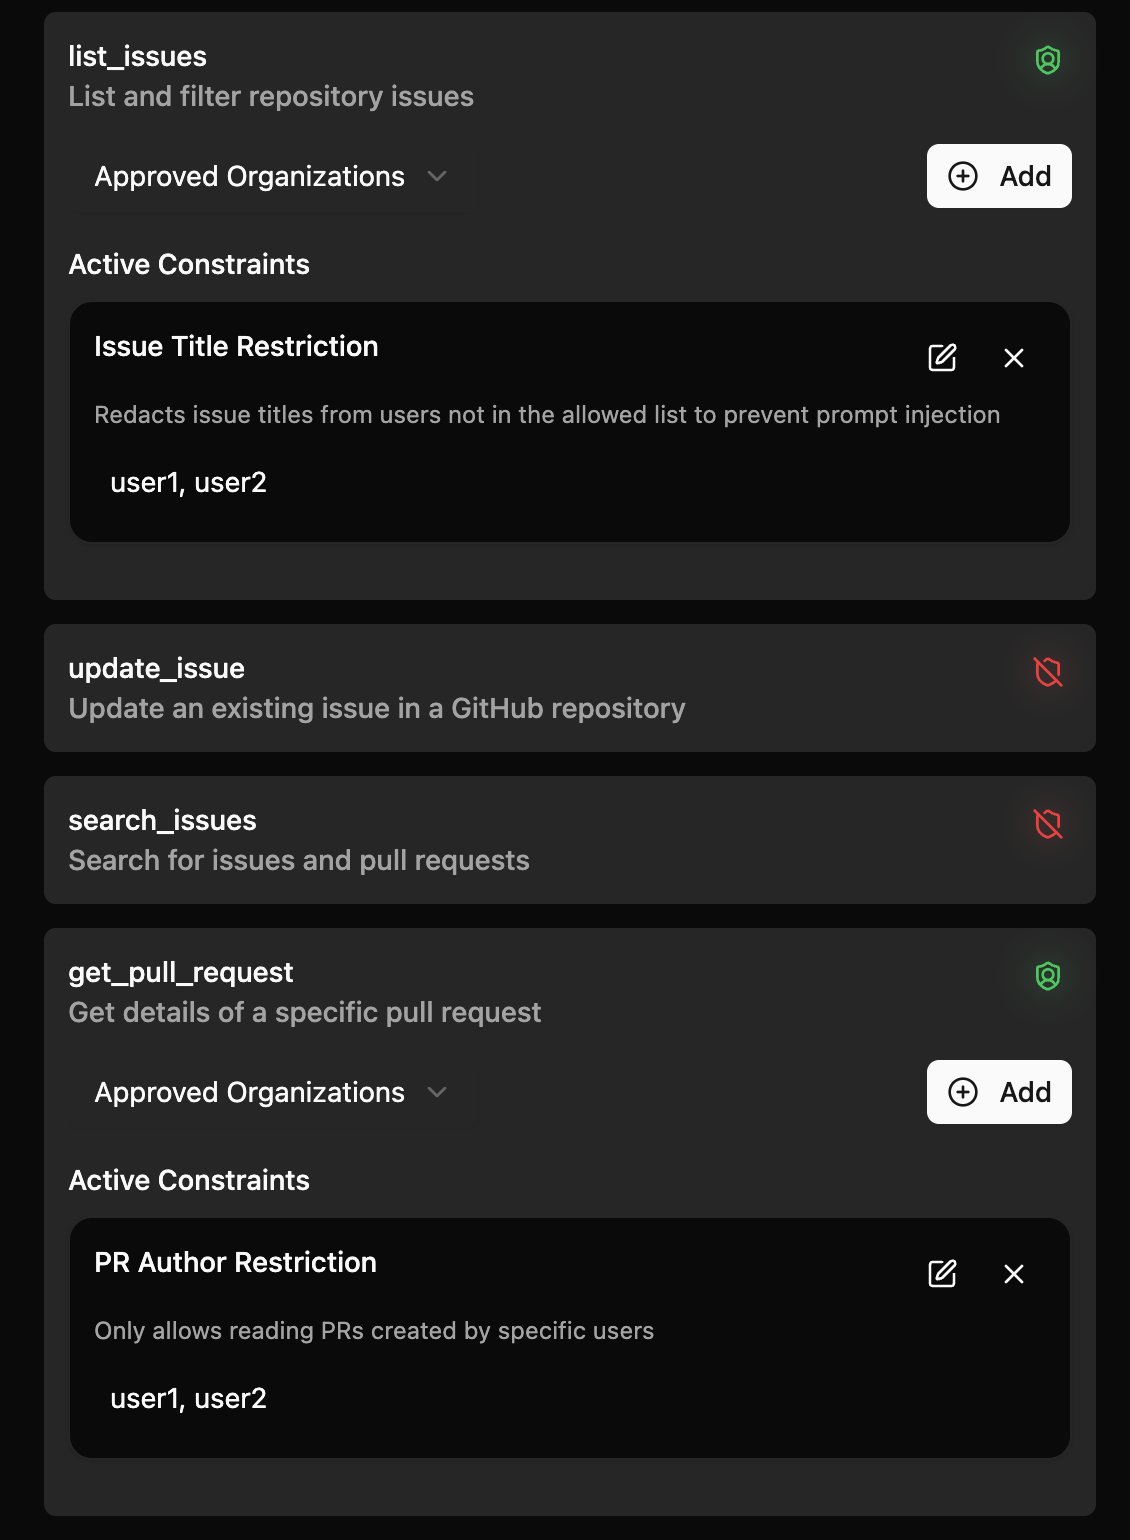 list_issues
List and filter repository issues
Approved Organizations
Add
Active Constraints
Issue Title Restriction
Redacts issue titles from users not in the allowed list to prevent prompt injection
user1, user2
update_issue
Update an existing issue in a GitHub repository
search_issues
Search for issues and pull requests
get_pull_request
Get details of a specific pull request
Approved Organizations
Add
Active Constraints
PR Author Restriction
Only allows reading PRs created by specific users
user1, user2